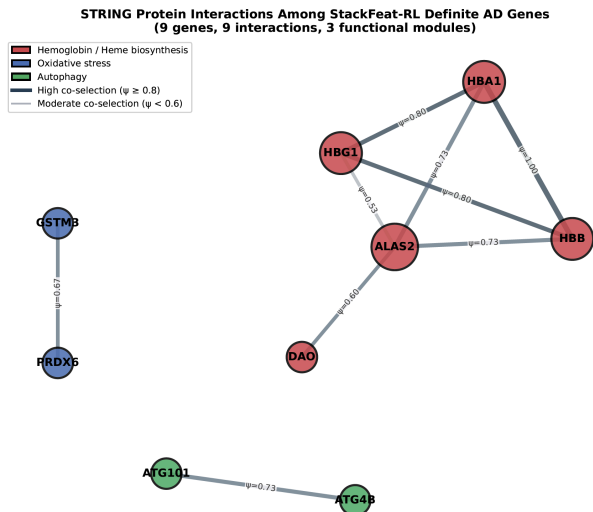 STRING Protein Interactions Among StackFeat-RL Definite AD Genes
(9 genes, 9 interactions, 3 functional modules)
Hemoglobin / Heme biosynthesis
Oxidative stress
Autophagy
High co-selection (ψ ≥ 0.8)
Moderate co-selection (ψ < 0.6)
HBA1
ψ=0.80
HBG1
ψ=0.73
ψ=1.00
ψ=0.53
ψ=0.80
GSTM3
HBB
ALAS2
ψ=0.73
ψ=0.67
ψ=0.60
DAO
PRDX6
ATG101
ψ=0.73
ATG4B